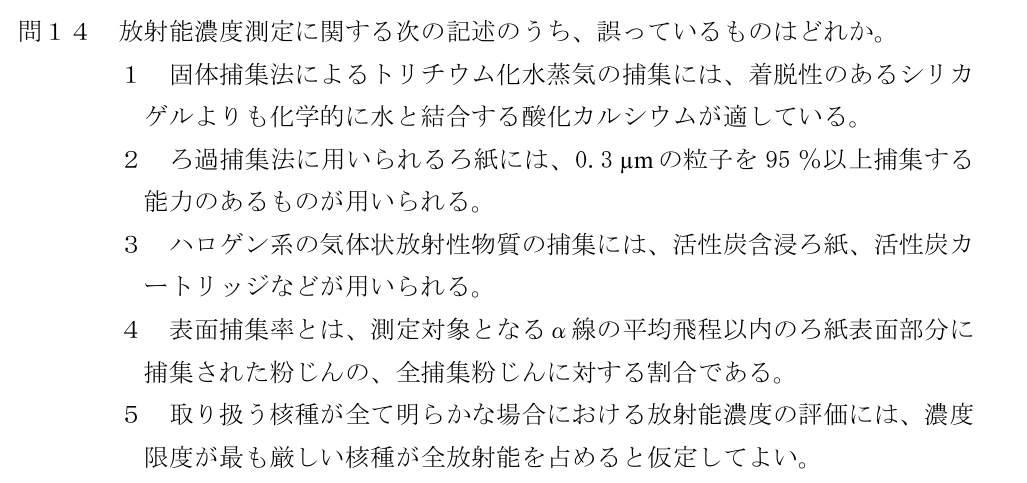 問１４　放射能濃度測定に関する次の記述のうち、誤っているものはどれか。
１　固体捕集法によるトリチウム化水蒸気の捕集には、着脱性のあるシリカ
ゲルよりも化学的に水と結合する酸化カルシウムが適している。
２　ろ過捕集法に用いられるろ紙には、0.3 μmの粒子を 95 %以上捕集する
能力のあるものが用いられる。
３　ハロゲン系の気体状放射性物質の捕集には、活性炭含浸ろ紙、活性炭カ
ートリッジなどが用いられる。
４　表面捕集率とは、測定対象となるα線の平均飛程以内のろ紙表面部分に
捕集された粉じんの、全捕集粉じんに対する割合である。
５　取り扱う核種が全て明らかな場合における放射能濃度の評価には、濃度
限度が最も厳しい核種が全放射能を占めると仮定してよい。